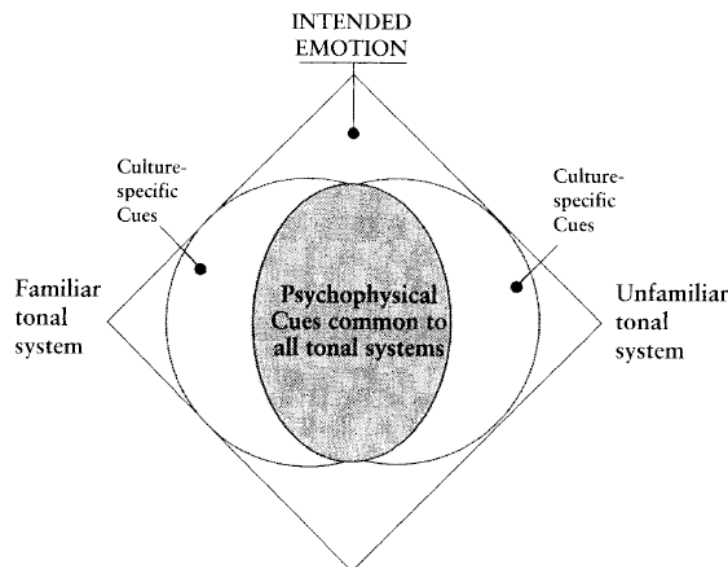 INTENDED
EMOTION
Culture-
specific
Cues
Culture-
specific
Cues
Familiar
tonal
system
Psychophysical
Cues common to
all tonal systems
Unfamiliar
tonal
system